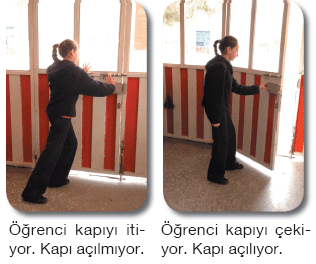 Öğrenci kapıyı iti-
yor. Kapı açılmıyor.
Öğrenci kapıyı çeki-
yor. Kapı açılıyor.